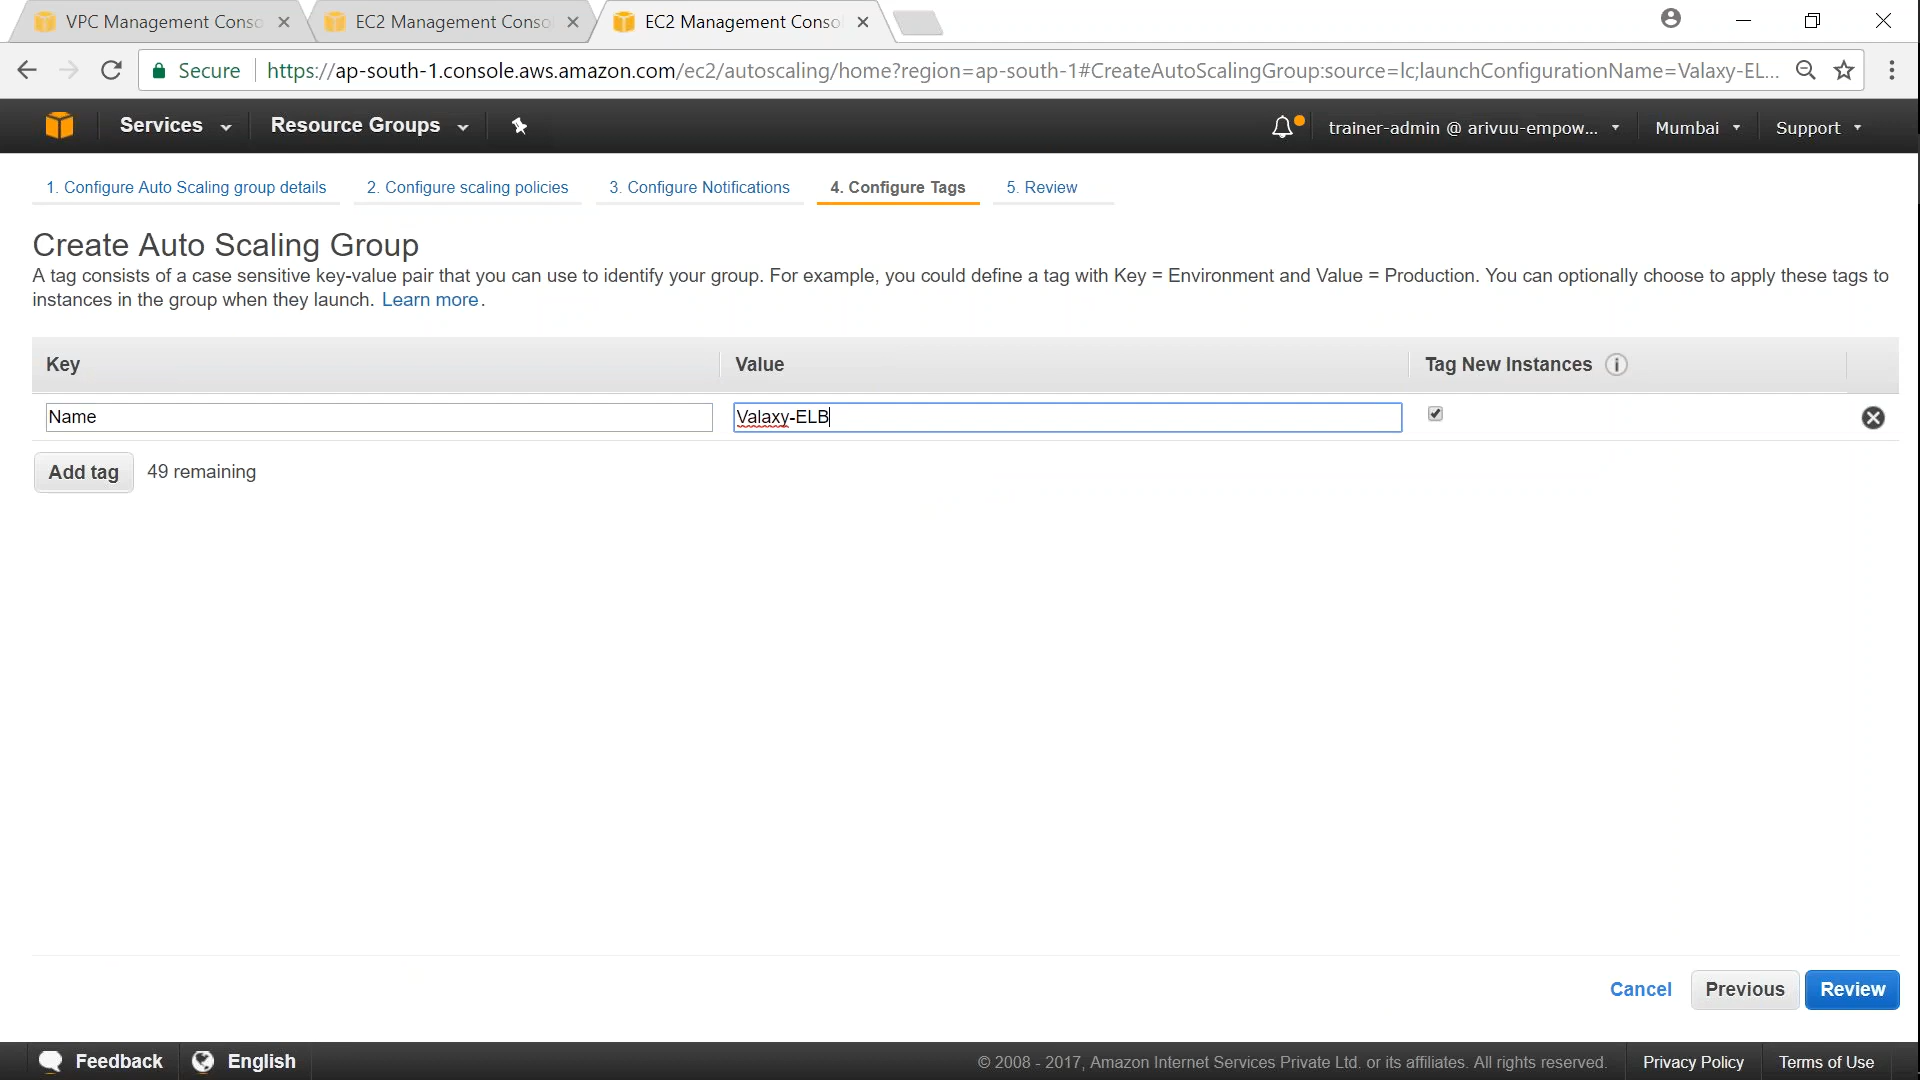 VPC Management Conso
EC2 Management Conso
EC2 Management Conso
Secure
https://ap-south-1.console.aws.amazon.com/ec2/autoscaling/home?region=ap-south-1#CreateAutoScalingGroup:source=lc;launchConfigurationName=Valaxy-EL...
Services
Resource Groups
trainer-admin @ arivuu-empow...
Mumbai
Support
1. Configure Auto Scaling group details
2. Configure scaling policies
3. Configure Notifications
4. Configure Tags
5. Review
Create Auto Scaling Group
A tag consists of a case sensitive key-value pair that you can use to identify your group. For example, you could define a tag with Key = Environment and Value = Production. You can optionally choose to apply these tags to
instances in the group when they launch. Learn more.
Key
Value
Tag New Instances
Name
Valaxy-ELB
Add tag
49 remaining
Cancel
Previous
Review
Feedback
English
© 2008 - 2017, Amazon Internet Services Private Ltd. or its affiliates. All rights reserved.
Privacy Policy
Terms of Use